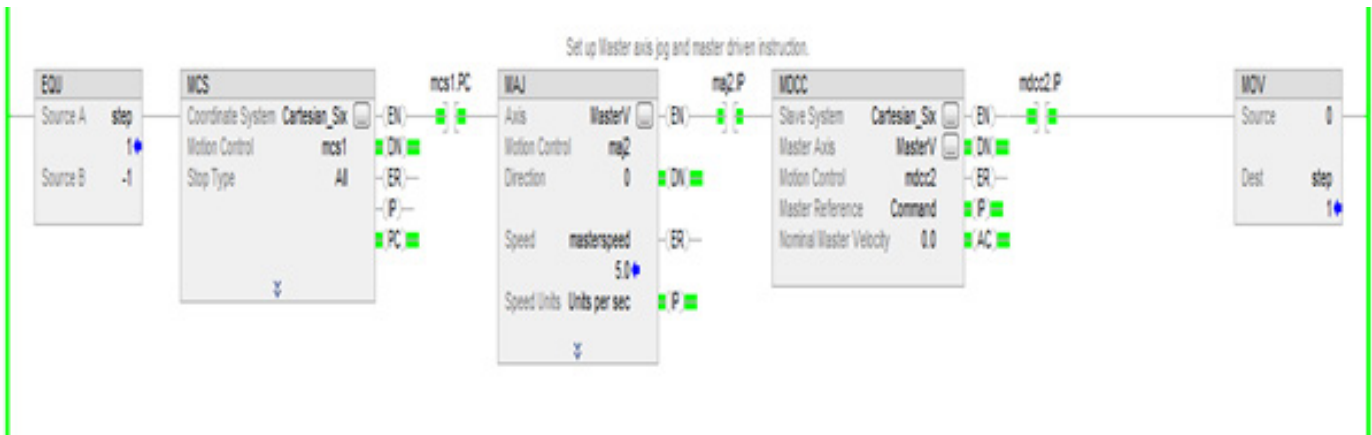 Set up Master axis jog and master driven instruction.
EQU
Source A step
1
Source B -1
MCS
Coordinate System Cartesian_Six ...
Motion Control mcs1
Stop Type All
(EN)
(DN)
(ER)
(IP)
(PC)
mcs1.PC
MAJ
Axis MasterV ...
Motion Control maj2
Direction 0
Speed masterspeed
5.0
Speed Units Units per sec
(EN)
(DN)
(ER)
(IP)
maj2.IP
MDCC
Slave System Cartesian_Six ...
Master Axis MasterV ...
Motion Control mdcc2
Master Reference Command
Nominal Master Velocity 0.0
(EN)
(DN)
(ER)
(IP)
(AC)
mdcc2.IP
MOV
Source 0
Dest step
1